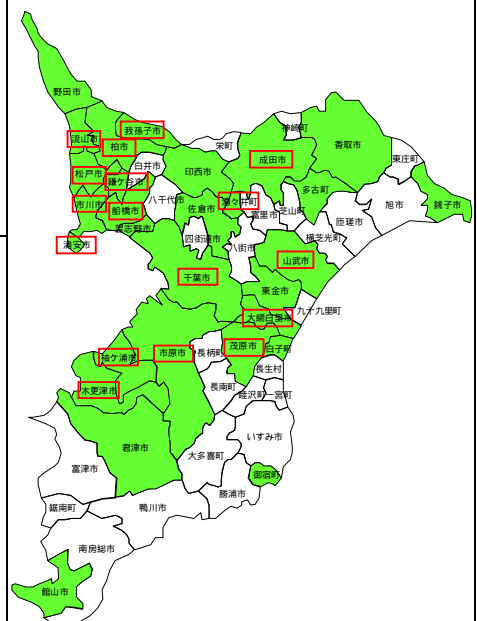 野田市
流山市
我孫子市
柏市
神崎町
栄町
香取市
白井市
成田市
東庄町
印西市
松戸市
鎌ケ谷市
多古町
八千代市
市川市
船橋市
佐倉市
酒々井町
富里市
芝山町
旭市
銚子市
匝瑳市
習志野市
四街道市
横芝光町
浦安市
八街市
山武市
千葉市
東金市
九十九里町
大網白里市
袖ケ浦市
市原市
長柄町
茂原市
白子町
長生村
木更津市
長南町
睦沢町
一宮町
いすみ市
君津市
大多喜町
富津市
御宿町
勝浦市
鋸南町
鴨川市
南房総市
館山市